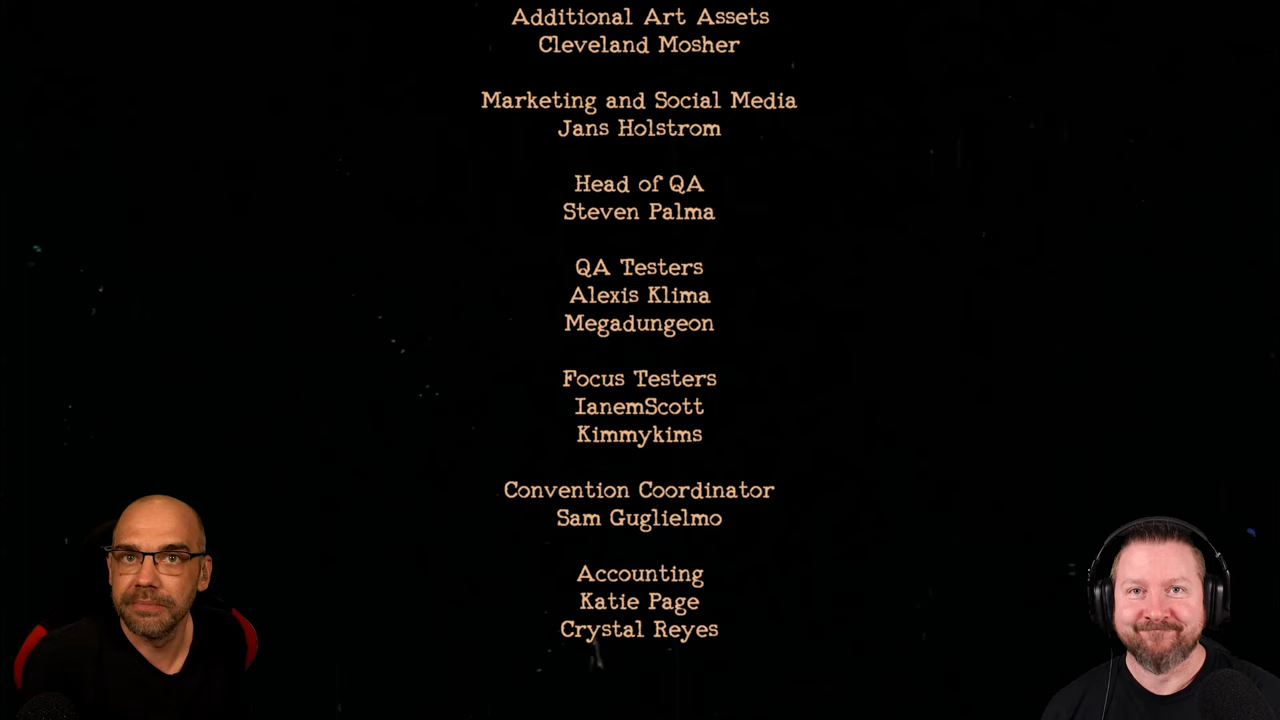 Additional Art Assets
Cleveland Mosher
Marketing and Social Media
Jans Holstrom
Head of QA
Steven Palma
QA Testers
Alexis Klima
Megadungeon
Focus Testers
IanemScott
Kimmykims
Convention Coordinator
Sam Guglielmo
Accounting
Katie Page
Crystal Reyes